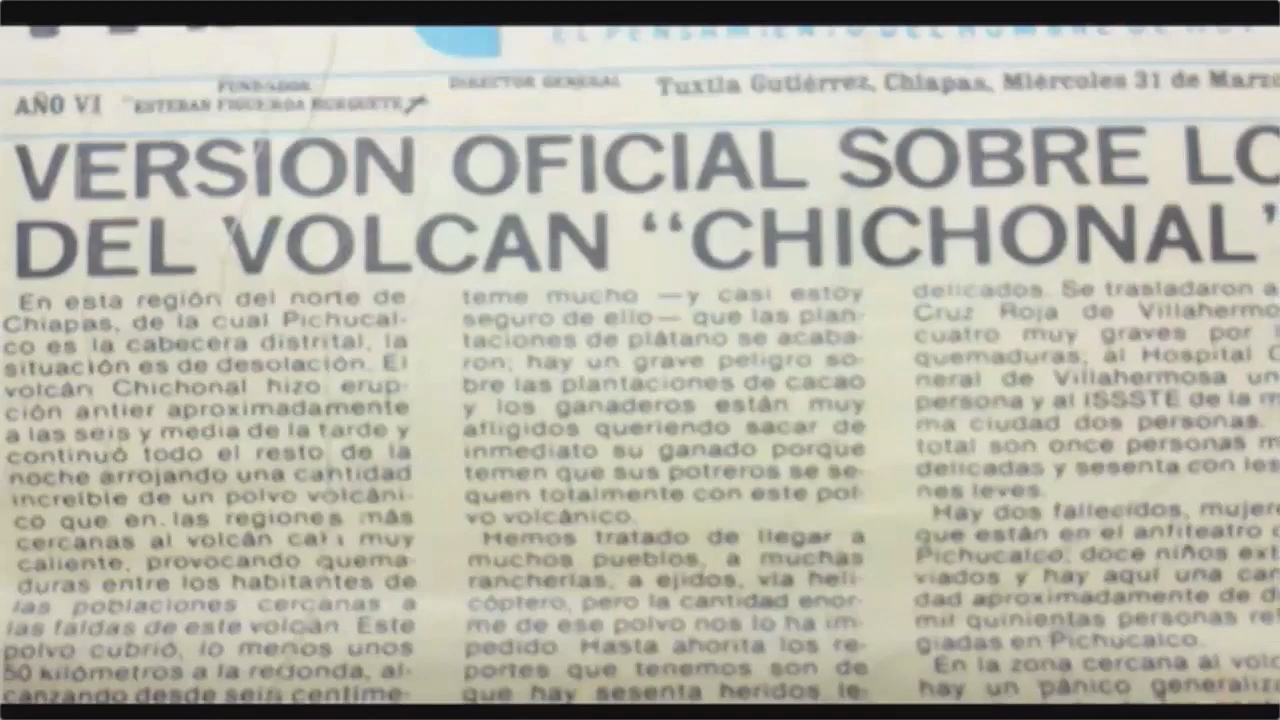 EL PENSAMIENTO DEL HOMBRE DE HOY
FUNDADOR
DIRECTOR GENERAL
Tuxtla Gutiérrez, Chiapas, Miércoles 31 de Marzo
AÑO VI
"ESTEBAN FIGUEROA BURGUETE"
VERSION OFICIAL SOBRE LO
DEL VOLCAN "CHICHONAL"
En esta región del norte de
Chiapas, de la cual Pichucal-
co es la cabecera distrital, la
situación es de desolación. El
volcán Chichonal hizo erup-
ción antier aproximadamente
a las seis y media de la tarde y
continuó todo el resto de la
noche arrojando una cantidad
increíble de un polvo volcáni-
co que en las regiones más
cercanas al volcán caía muy
caliente, provocando quema-
duras entre los habitantes de
las poblaciones cercanas a
las faldas de este volcán. Este
polvo cubrió, lo menos unos
50 kilómetros a la redonda, al-
canzando desde seis centíme-
teme mucho —y casi estoy
seguro de ello— que las plan-
taciones de plátano se acaba-
ron; hay un grave peligro so-
bre las plantaciones de cacao
y los ganaderos están muy
afligidos queriendo sacar de
inmediato su ganado porque
temen que sus potreros se se-
quen totalmente con este pol-
vo volcánico.
Hemos tratado de llegar a
muchos pueblos, a muchas
rancherías, a ejidos, vía heli-
cóptero, pero la cantidad enor-
me de ese polvo nos lo ha im-
pedido. Hasta ahorita los re-
portes que tenemos son de
que hay sesenta heridos le-
delicados. Se trasladaron a
Cruz Roja de Villahermo
cuatro muy graves por
quemaduras, al Hospital
neral de Villahermosa un
persona y al ISSSTE de la m
ma ciudad dos personas.
total son once personas m
delicadas y sesenta con les
nes leves.
Hay dos fallecidos, mujer
que están en el anfiteatro
Pichucalco; doce niños ext
viados y hay aquí una can
dad aproximadamente de d
mil quinientas personas ref
giadas en Pichucalco.
En la zona cercana al volc
hay un pánico generaliz